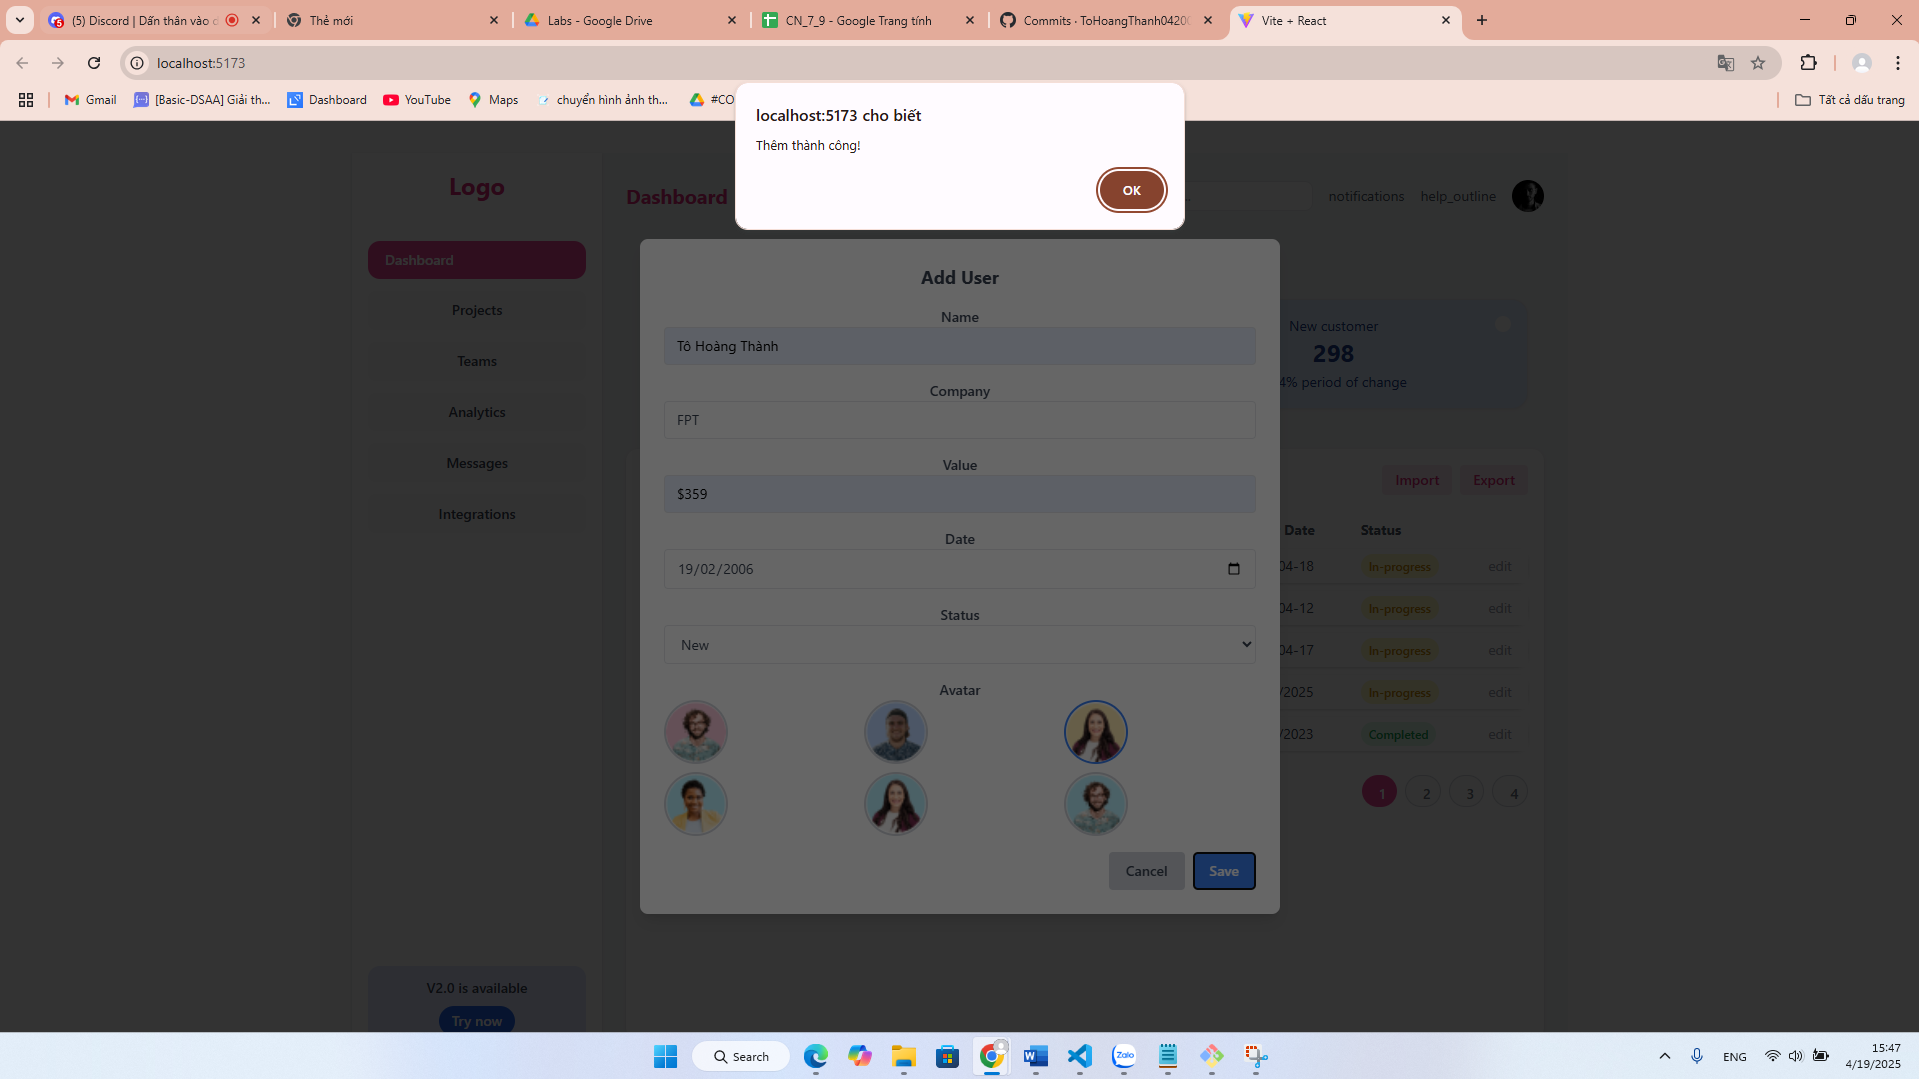 (5) Discord | Dấn thân vào d
Thẻ mới
Labs - Google Drive
CN_7_9 - Google Trang tính
Commits · ToHoangThanh0420
Vite + React
localhost:5173
Gmail
[Basic-DSAA] Giải th...
Dashboard
YouTube
Maps
chuyển hình ảnh th...
#CO
Tất cả dấu trang
localhost:5173 cho biết
Thêm thành công!
OK
Logo
Dashboard
notifications
help_outline
Dashboard
Projects
Teams
Analytics
Messages
Integrations
V2.0 is available
Try now
Add User
Name
Tô Hoàng Thành
Company
FPT
Value
$359
Date
19/02/2006
Status
New
Avatar
Cancel
Save
New customer
298
4% period of change
Import
Export
Date
Status
04-18
In-progress
edit
04-12
In-progress
edit
04-17
In-progress
edit
/2025
In-progress
edit
/2023
Completed
edit
1
2
3
4
Search
Zalo
ENG
15:47
4/19/2025